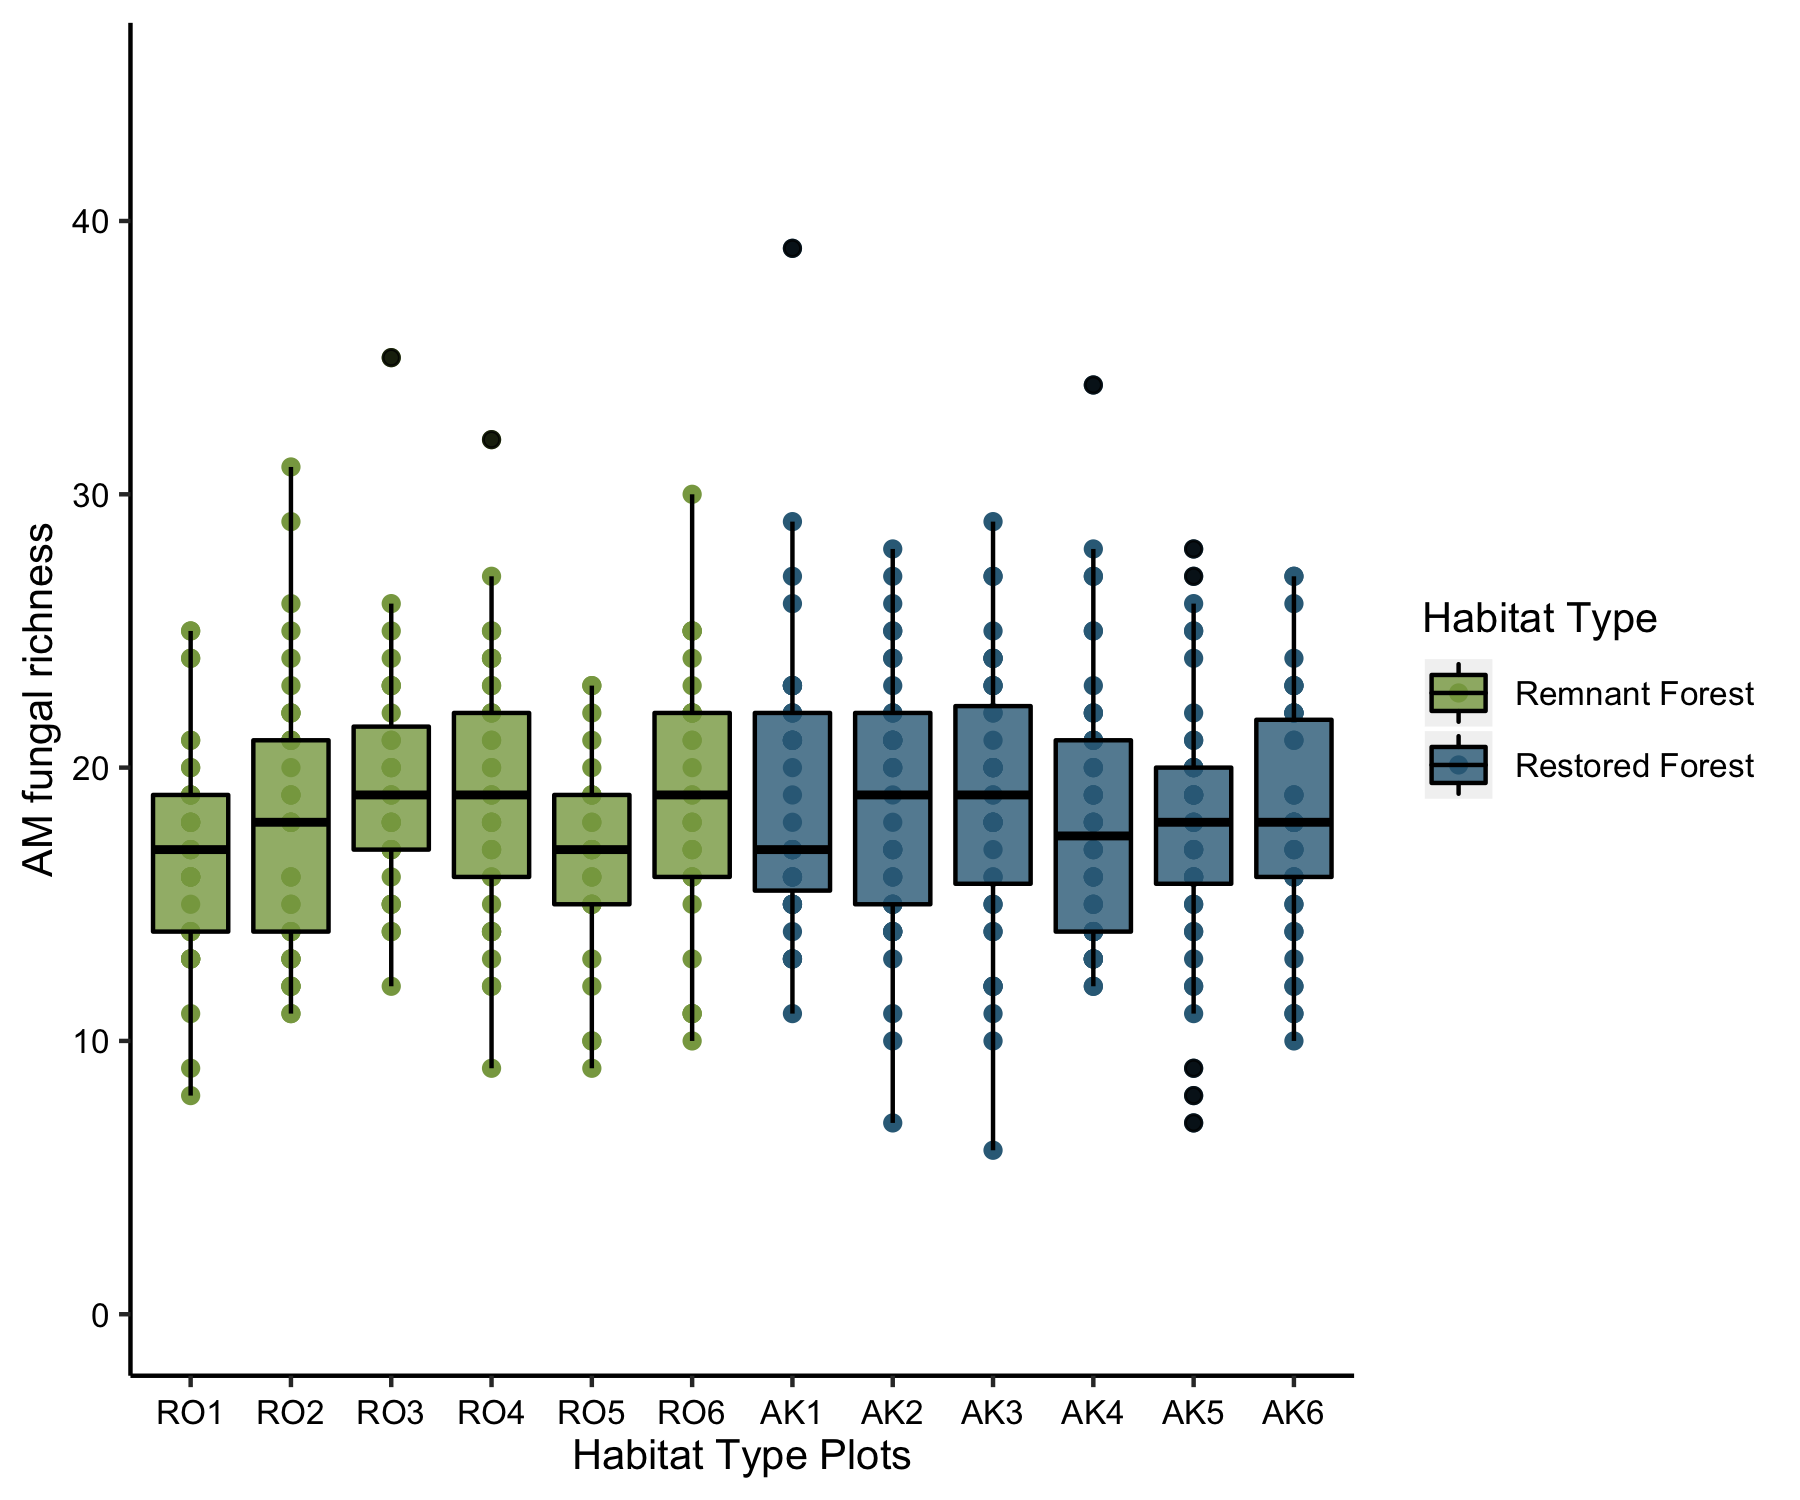 AM fungal richness
40
30
20
10
0
RO1 RO2 RO3 RO4 RO5 RO6 AK1 AK2 AK3 AK4 AK5 AK6
Habitat Type Plots
Habitat Type
Remnant Forest
Restored Forest